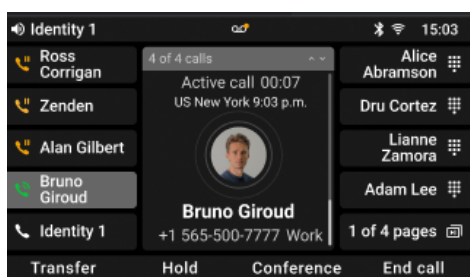 Identity 1
15:03
Ross
Corrigan
Zenden
Alan Gilbert
Bruno
Giroud
Identity 1
4 of 4 calls
Active call 00:07
US New York 9:03 p.m.
Bruno Giroud
+1 565-500-7777 Work
Alice
Abramson
Dru Cortez
Lianne
Zamora
Adam Lee
1 of 4 pages
Transfer
Hold
Conference
End call